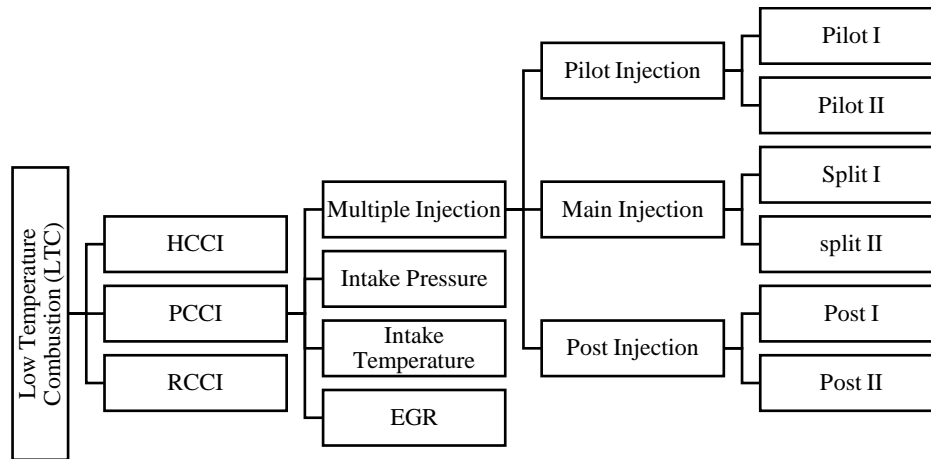 Low Temperature
Combustion (LTC)
HCCI
PCCI
RCCI
Multiple Injection
Intake Pressure
Intake
Temperature
EGR
Pilot Injection
Main Injection
Post Injection
Pilot I
Pilot II
Split I
split II
Post I
Post II